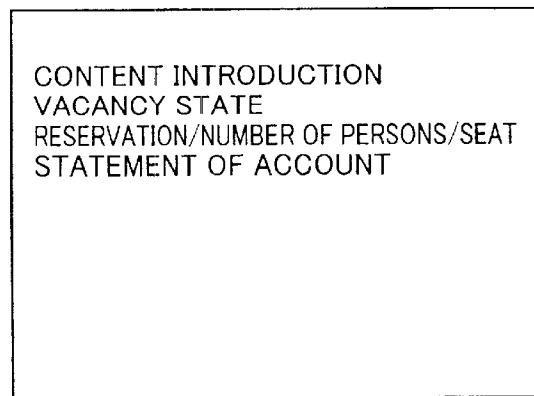 CONTENT INTRODUCTION
VACANCY STATE
RESERVATION/NUMBER OF PERSONS/SEAT
STATEMENT OF ACCOUNT